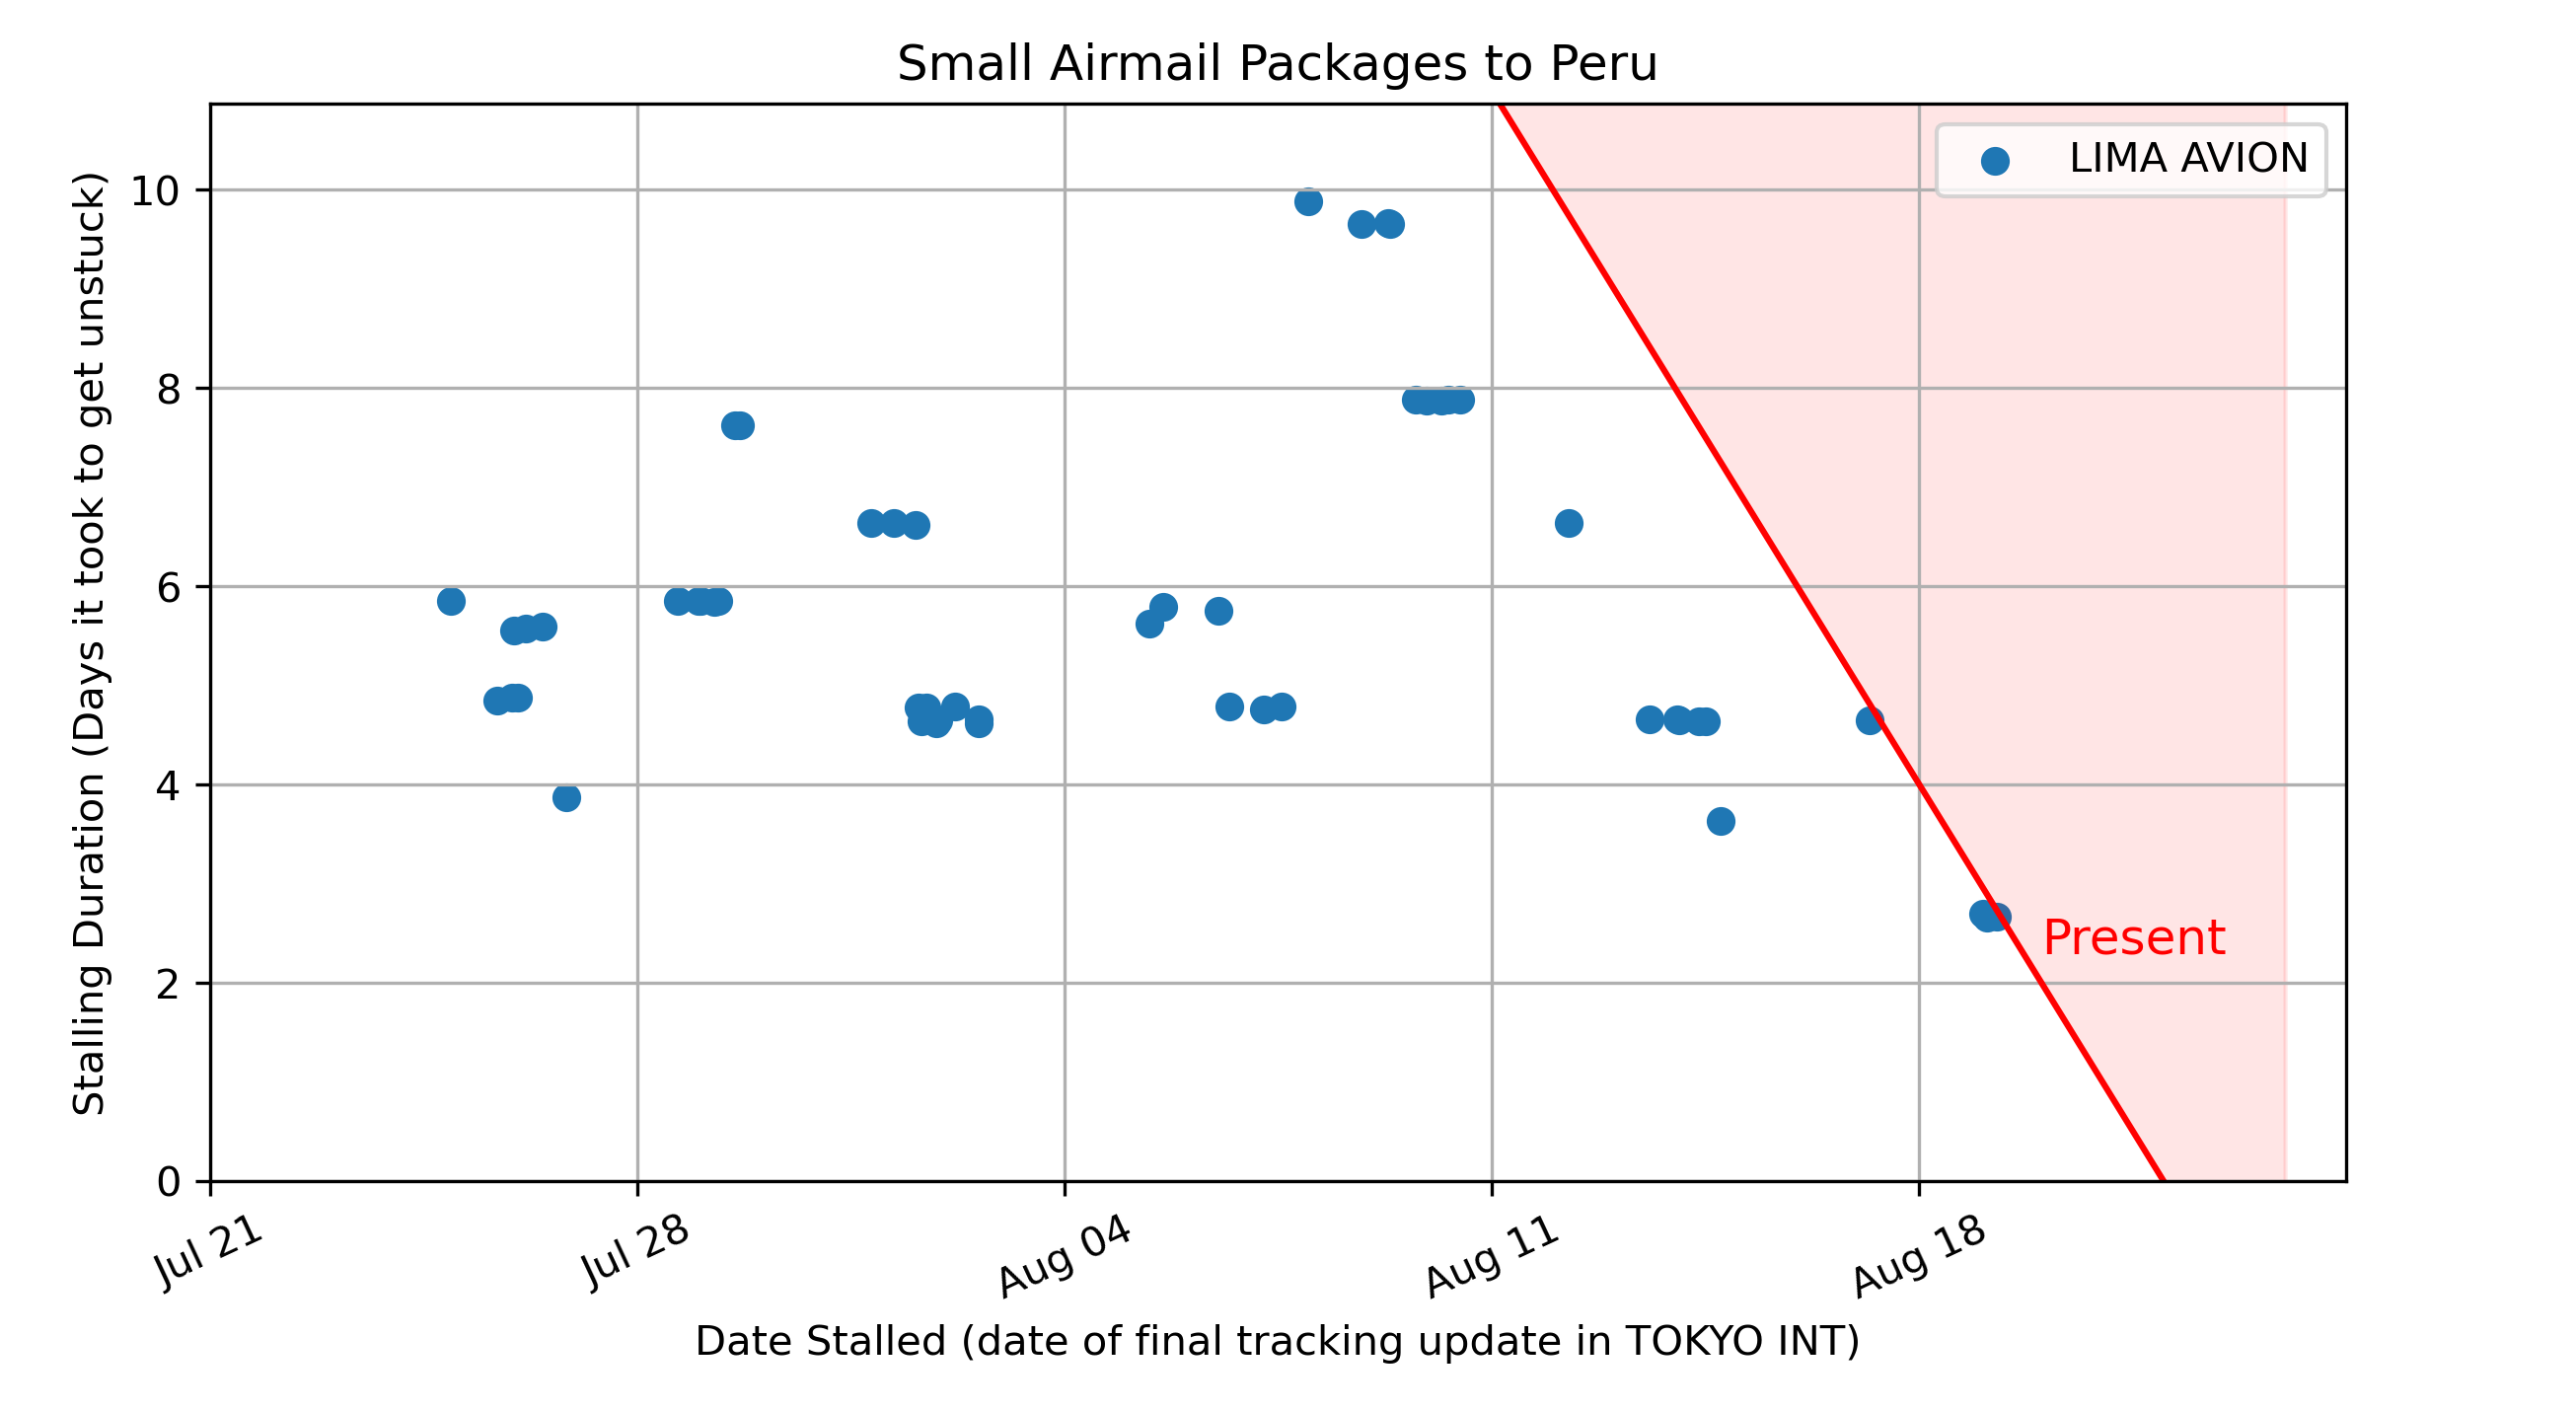 Small Airmail Packages to Peru
LIMA AVION
Stalling Duration (Days it took to get unstuck)
10
8
6
4
2
0
Present
Jul 21
Jul 28
Aug 04
Aug 11
Aug 18
Date Stalled (date of final tracking update in TOKYO INT)